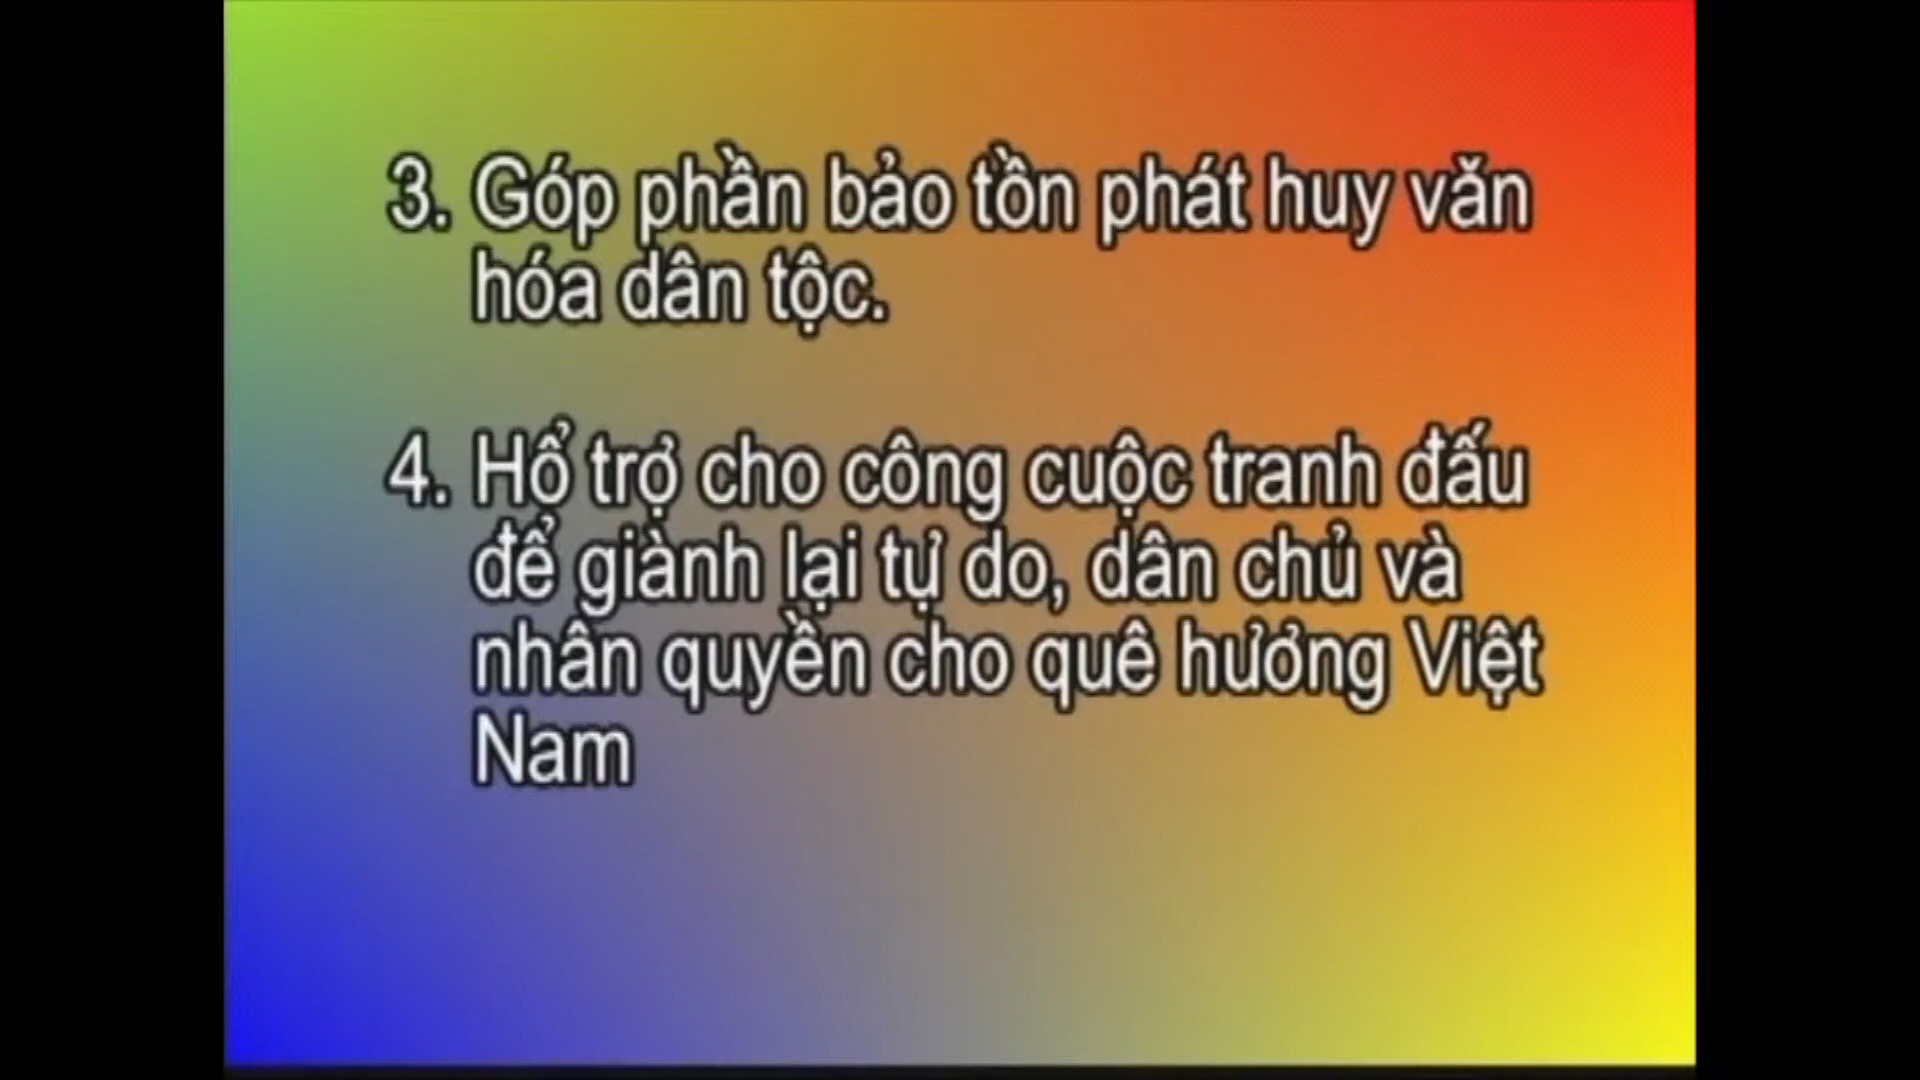 3. Góp phần bảo tồn phát huy văn
hóa dân tộc.
4. Hổ trợ cho công cuộc tranh đấu
để giành lại tự do, dân chủ và
nhân quyền cho quê hương Việt
Nam